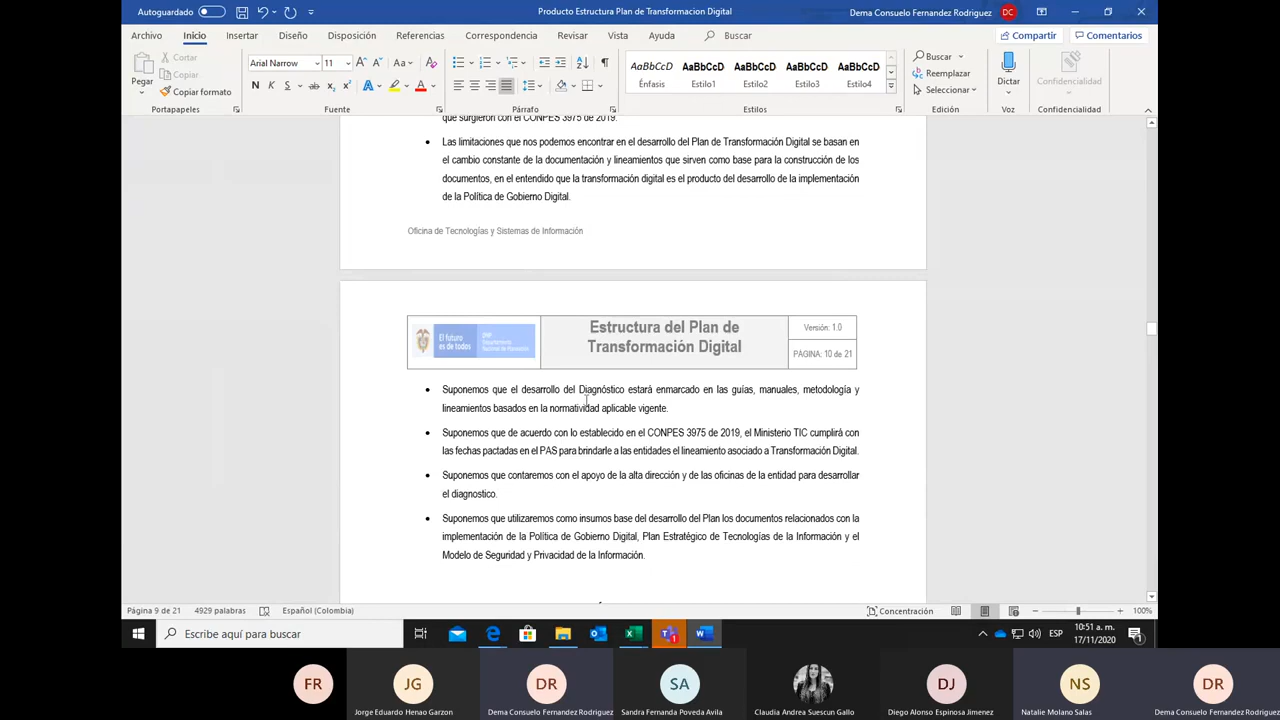 Autoguardado
Producto Estructura Plan de Transformacion Digital
Dema Consuelo Fernandez Rodriguez
DC
Archivo Inicio Insertar Diseño Disposición Referencias Correspondencia Revisar Vista Ayuda Buscar
Compartir Comentarios
Pegar
Cortar
Copiar
Copiar formato
Portapapeles
Arial Narrow 11
Fuente
Párrafo
AaBbCcD AaBbCcD AaBbCcD AaBbCcD AaBbCcD
Énfasis Estilo1 Estilo2 Estilo3 Estilo4
Estilos
Buscar
Reemplazar
Seleccionar
Edición
Dictar
Voz
Confidencialidad
Confidencialidad
que surgieron con el CONPES 3975 de 2019.
• Las limitaciones que nos podemos encontrar en el desarrollo del Plan de Transformación Digital se basan en
el cambio constante de la documentación y lineamientos que sirven como base para la construcción de los
documentos, en el entendido que la transformación digital es el producto del desarrollo de la implementación
de la Política de Gobierno Digital.
Oficina de Tecnologías y Sistemas de Información
El futuro
es de todos
DNP
Departamento
Nacional de Planeación
Estructura del Plan de
Transformación Digital
Versión: 1.0
PÁGINA: 10 de 21
• Suponemos que el desarrollo del Diagnóstico estará enmarcado en las guías, manuales, metodología y
lineamientos basados en la normatividad aplicable vigente.
• Suponemos que de acuerdo con lo establecido en el CONPES 3975 de 2019, el Ministerio TIC cumplirá con
las fechas pactadas en el PAS para brindarle a las entidades el lineamiento asociado a Transformación Digital.
• Suponemos que contaremos con el apoyo de la alta dirección y de las oficinas de la entidad para desarrollar
el diagnostico.
• Suponemos que utilizaremos como insumos base del desarrollo del Plan los documentos relacionados con la
implementación de la Política de Gobierno Digital, Plan Estratégico de Tecnologías de la Información y el
Modelo de Seguridad y Privacidad de la Información.
Página 9 de 21 4929 palabras Español (Colombia)
Concentración
100%
Escribe aquí para buscar
ESP
10:51 a. m.
17/11/2020
FR
JG
Jorge Eduardo Henao Garzon
DR
Dema Consuelo Fernandez Rodriguez
SA
Sandra Fernanda Poveda Avila
Claudia Andrea Suescun Gallo
DJ
Diego Alonso Espinosa Jimenez
NS
Natalie Molano Salas
DR
Dema Consuelo Fernandez Rodriguez